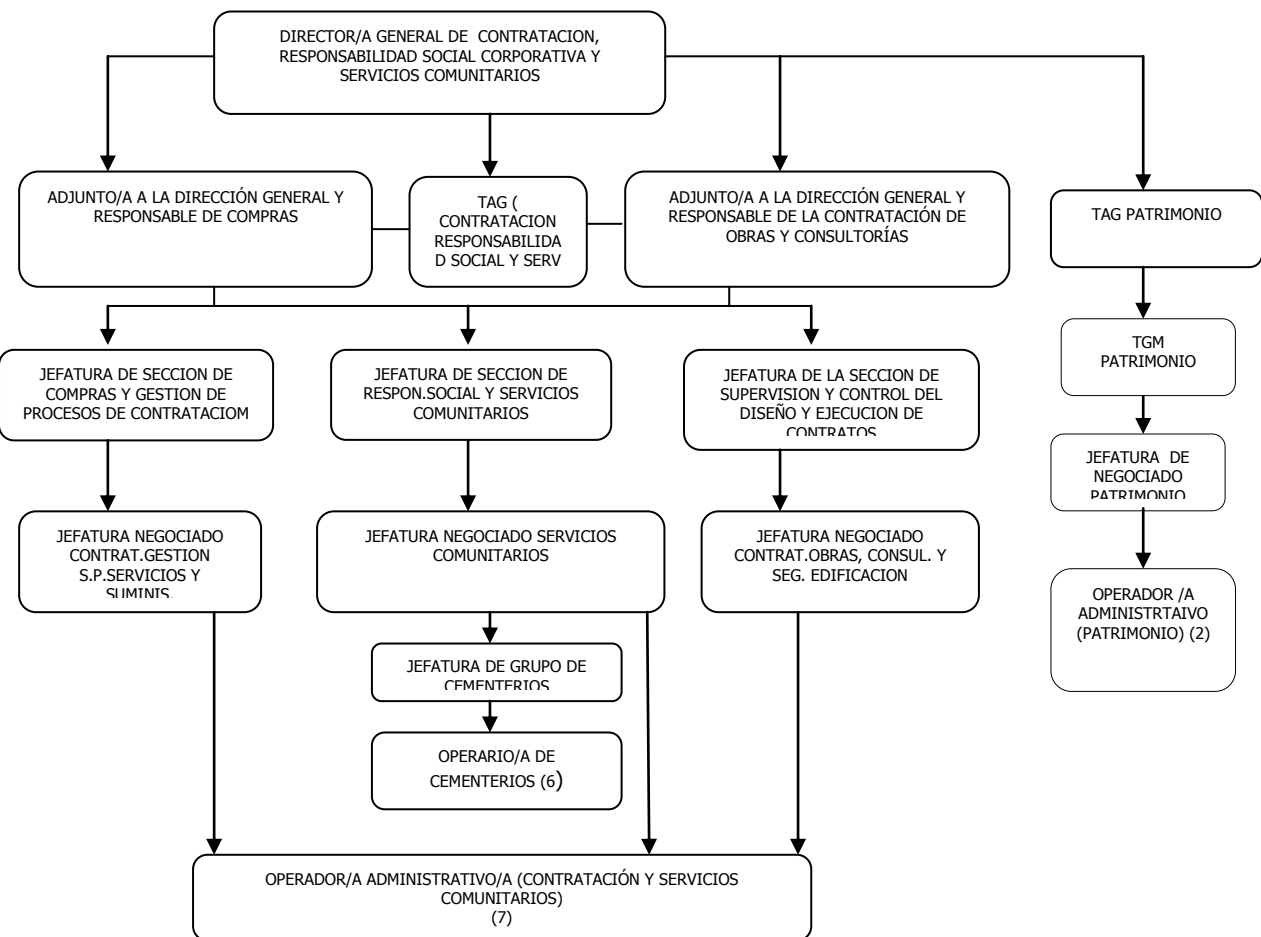 DIRECTOR/A GENERAL DE CONTRATACION,
RESPONSABILIDAD SOCIAL CORPORATIVA Y
SERVICIOS COMUNITARIOS
ADJUNTO/A A LA DIRECCIÓN GENERAL Y
RESPONSABLE DE COMPRAS
TAG (
CONTRATACION
RESPONSABILIDA
D SOCIAL Y SERV
ADJUNTO/A A LA DIRECCIÓN GENERAL Y
RESPONSABLE DE LA CONTRATACIÓN DE
OBRAS Y CONSULTORÍAS
TAG PATRIMONIO
TGM
PATRIMONIO
JEFATURA DE SECCION DE
COMPRAS Y GESTION DE
PROCESOS DE CONTRATACIOM
JEFATURA DE SECCION DE
RESPON.SOCIAL Y SERVICIOS
COMUNITARIOS
JEFATURA DE LA SECCION DE
SUPERVISION Y CONTROL DEL
DISEÑO Y EJECUCION DE
CONTRATOS
JEFATURA DE
NEGOCIADO
PATRIMONIO
JEFATURA NEGOCIADO
CONTRAT.GESTION
S.P.SERVICIOS Y
SUMINIS.
JEFATURA NEGOCIADO SERVICIOS
COMUNITARIOS
JEFATURA NEGOCIADO
CONTRAT.OBRAS, CONSUL. Y
SEG. EDIFICACION
OPERADOR /A
ADMINISTRTAIVO
(PATRIMONIO) (2)
JEFATURA DE GRUPO DE
CEMENTERIOS
OPERARIO/A DE
CEMENTERIOS (6)
OPERADOR/A ADMINISTRATIVO/A (CONTRATACIÓN Y SERVICIOS
COMUNITARIOS)
(7)